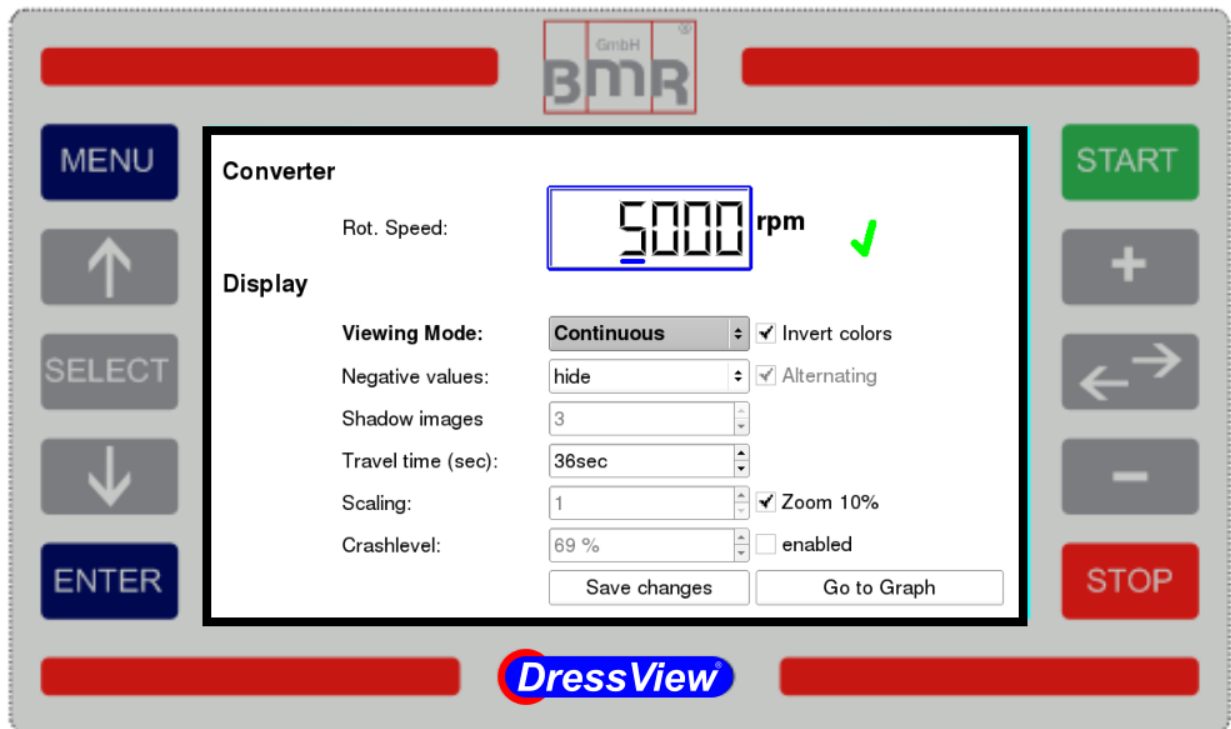 GmbH ®
BMR
MENU
START
Converter
Rot. Speed: 5000 rpm
Display
Viewing Mode: Continuous Invert colors
SELECT
Negative values: hide Alternating
Shadow images 3
Travel time (sec): 36sec
Scaling: 1 Zoom 10%
Crashlevel: 69 % enabled
ENTER
Save changes Go to Graph
STOP
DressView®